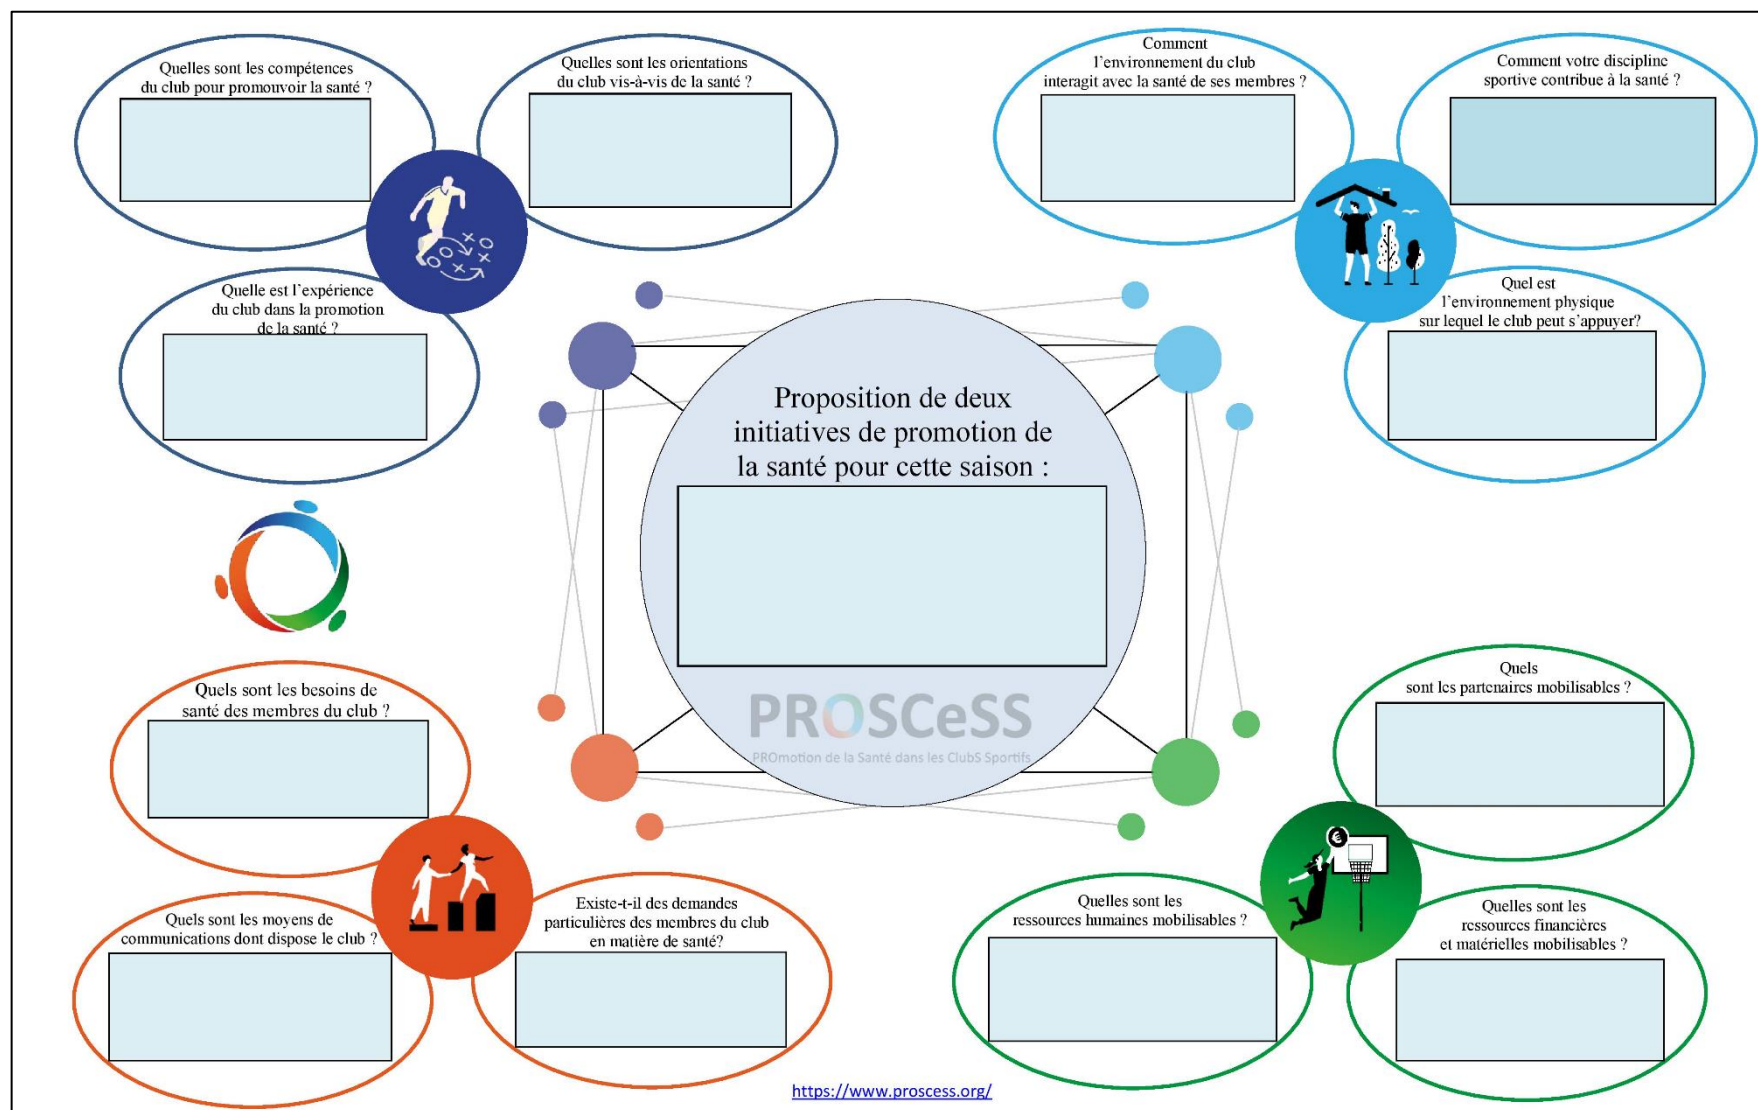 Quelles sont les compétences
du club pour promouvoir la santé ?
Quelles sont les orientations
du club vis-à-vis de la santé ?
Quelle est l’expérience
du club dans la promotion
de la santé ?
Comment
l’environnement du club
interagit avec la santé de ses membres ?
Comment votre discipline
sportive contribue à la santé ?
Quel est
l’environnement physique
sur lequel le club peut s’appuyer?
Proposition de deux
initiatives de promotion de
la santé pour cette saison :
PROSCeSS
PROmotion de la Santé dans les ClubS Sportifs
Quels sont les besoins de
santé des membres du club ?
Quels sont les moyens de
communications dont dispose le club ?
Existe-t-il des demandes
particulières des membres du club
en matière de santé?
Quels
sont les partenaires mobilisables ?
Quelles sont les
ressources humaines mobilisables ?
Quelles sont les
ressources financières
et matérielles mobilisables ?
€
https://www.proscess.org/